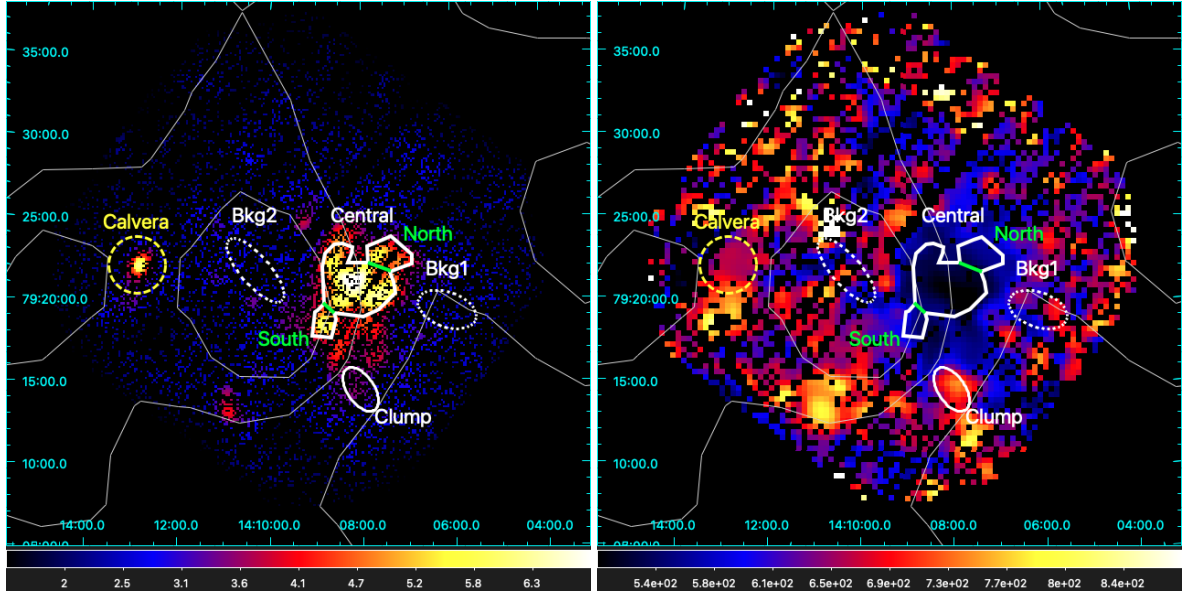 35:00.0
30:00.0
25:00.0
79:20:00.0
15:00.0
10:00.0
14:00.0 12:00.0 14:10:00.0 08:00.0 06:00.0 04:00.0
Calvera
Bkg2
Central
North
Bkg1
South
Clump
2 2.5 3.1 3.6 4.1 4.7 5.2 5.8 6.3
35:00.0
30:00.0
25:00.0
79:20:00.0
15:00.0
10:00.0
14:00.0 12:00.0 14:10:00.0 08:00.0 06:00.0 04:00.0
Calvera
Bkg2
Central
North
Bkg1
South
Clump
5.4e+02 5.8e+02 6.1e+02 6.5e+02 6.9e+02 7.3e+02 7.7e+02 8e+02 8.4e+02